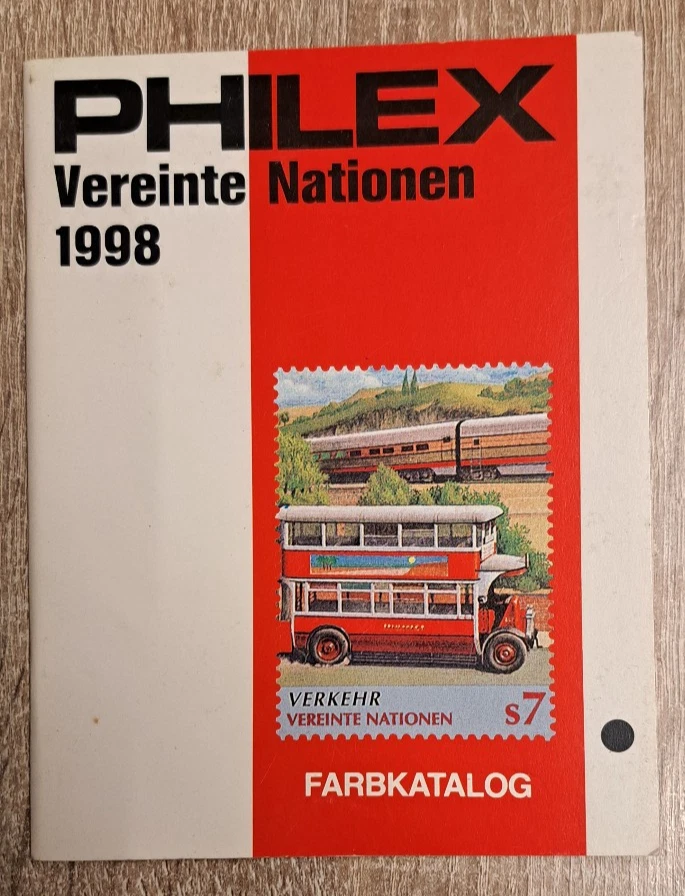 PHILEX
Vereinte Nationen
1998
VERKEHR
VEREINTE NATIONEN
s7
FARBKATALOG